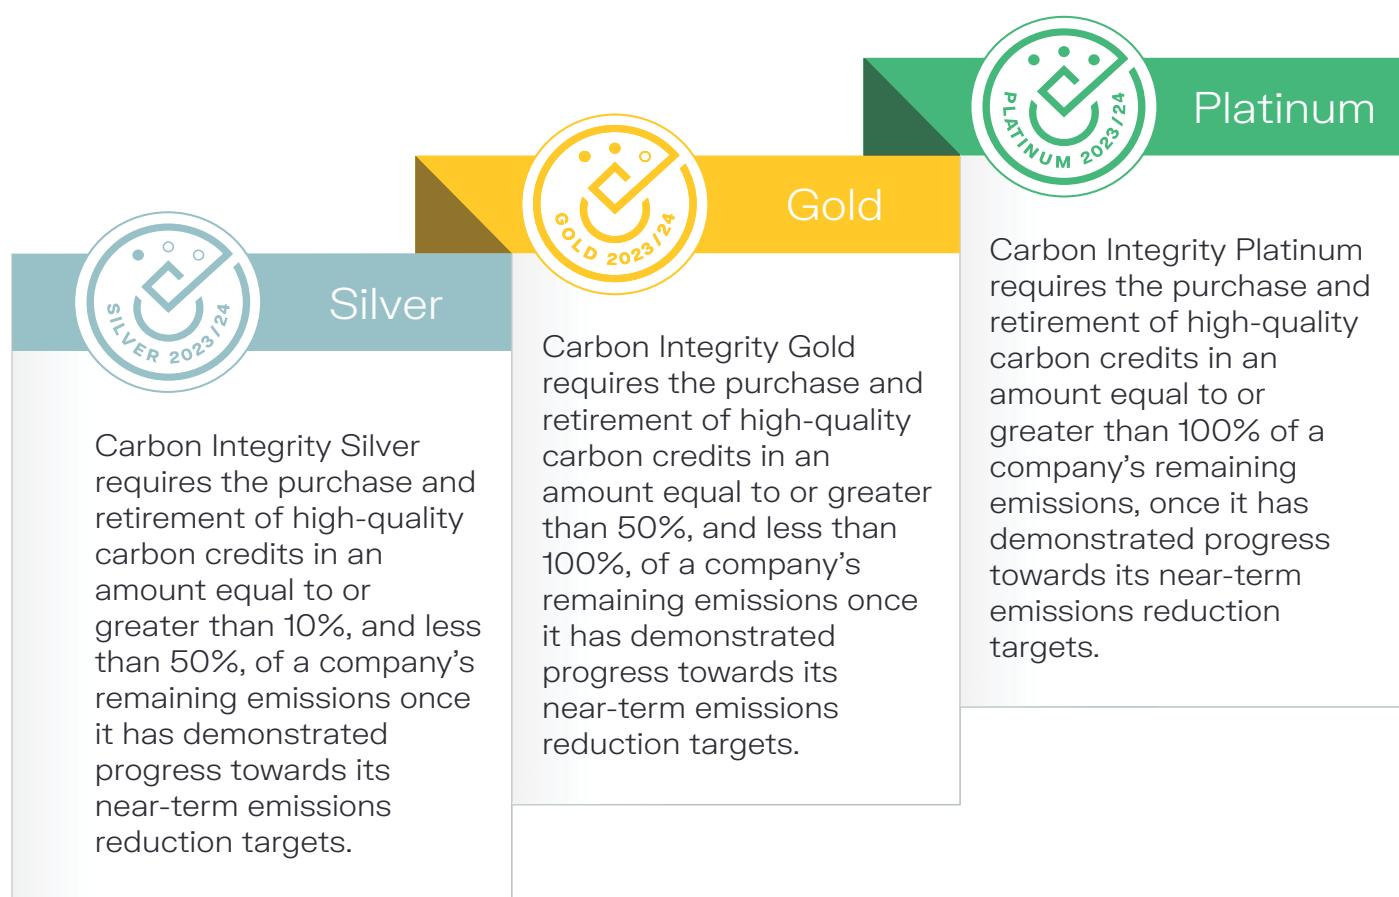 SILVER 2023/24
Silver
Carbon Integrity Silver
requires the purchase and
retirement of high-quality
carbon credits in an
amount equal to or
greater than 10%, and less
than 50%, of a company's
remaining emissions once
it has demonstrated
progress towards its
near-term emissions
reduction targets.
GOLD 2023/24
Gold
Carbon Integrity Gold
requires the purchase and
retirement of high-quality
carbon credits in an
amount equal to or greater
than 50%, and less than
100%, of a company's
remaining emissions once
it has demonstrated
progress towards its
near-term emissions
reduction targets.
PLATINUM 2023/24
Platinum
Carbon Integrity Platinum
requires the purchase and
retirement of high-quality
carbon credits in an
amount equal to or
greater than 100% of a
company's remaining
emissions, once it has
demonstrated progress
towards its near-term
emissions reduction
targets.